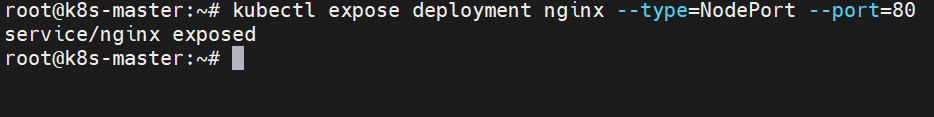 root@k8s-master:~# kubectl expose deployment nginx --type=NodePort --port=80
service/nginx exposed
root@k8s-master:~#